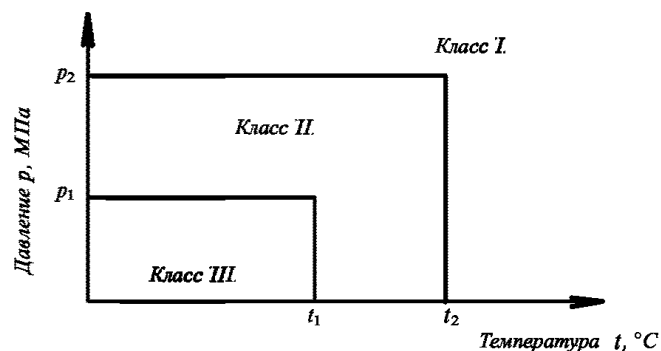 Класс I.
p₂
Класс II.
p₁
Класс III.
Давление p, МПа
t₁
t₂
Температура t, °C